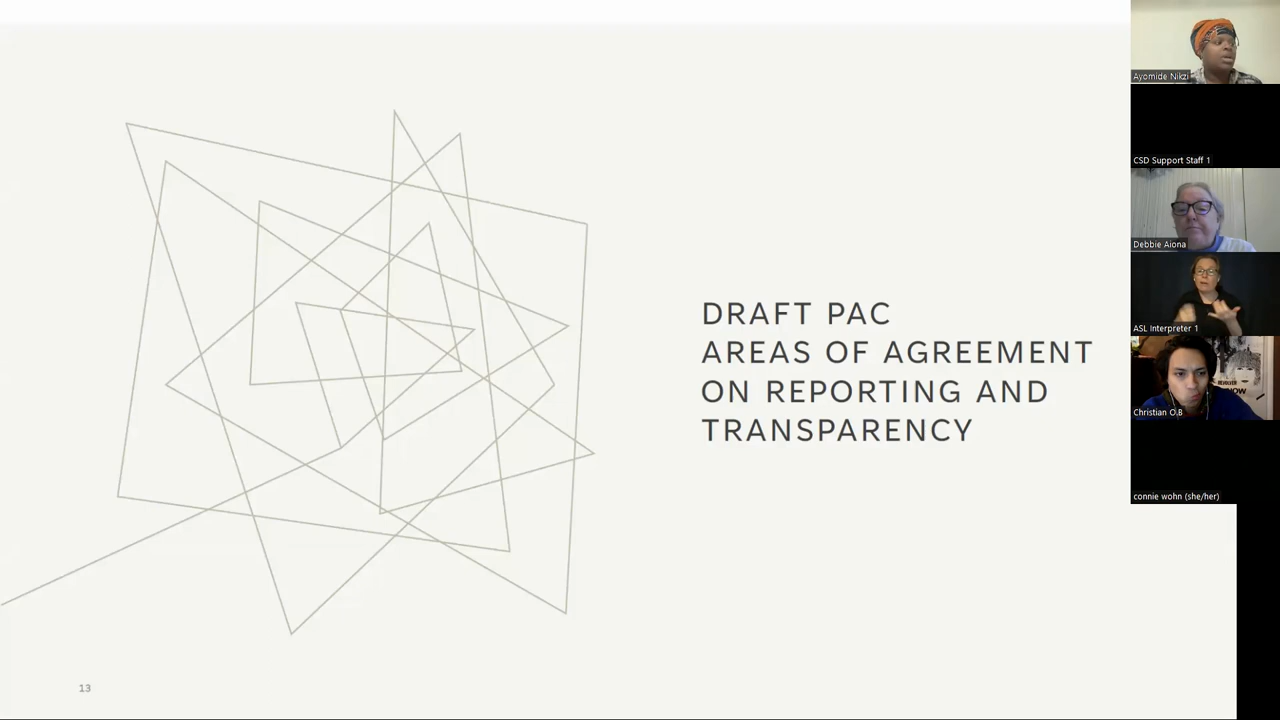 DRAFT PAC
AREAS OF AGREEMENT
ON REPORTING AND
TRANSPARENCY
13
Ayomide Nikzi
CSD Support Staff 1
Debbie Aiona
ASL Interpreter 1
REVOLVER
Christian O.B
connie wohn (she/her)